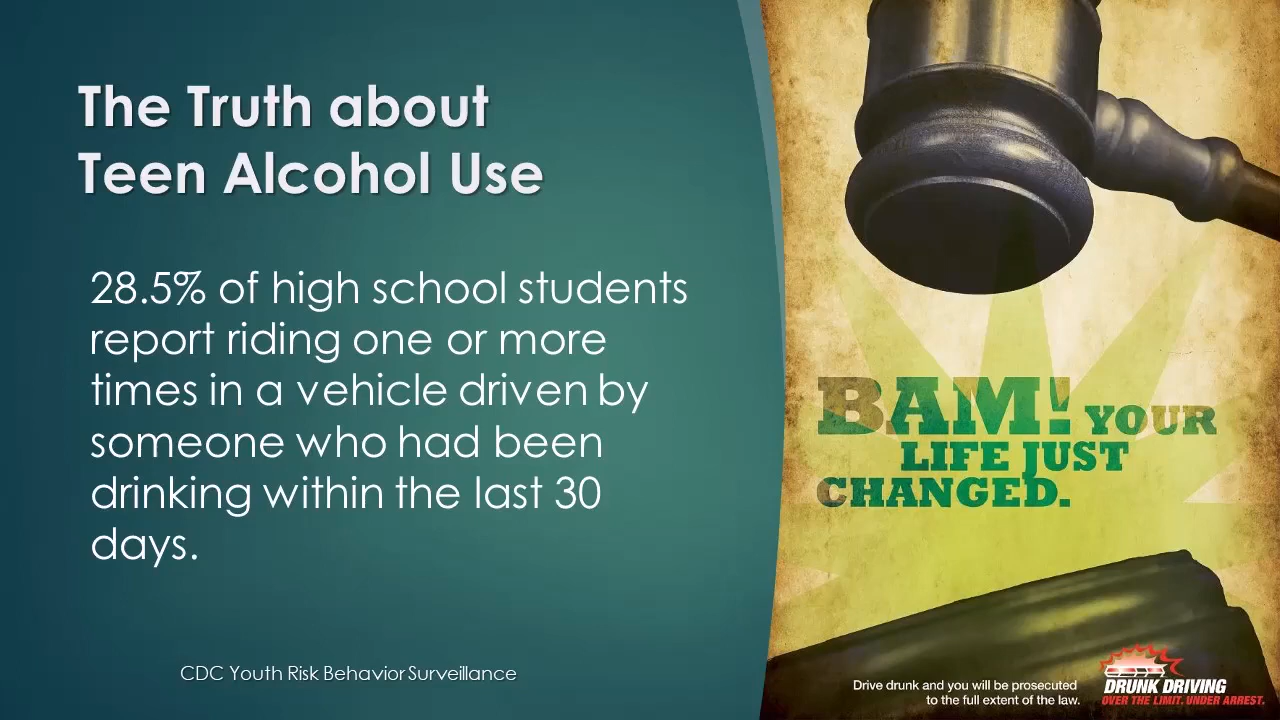 The Truth about
Teen Alcohol Use
28.5% of high school students
report riding one or more
times in a vehicle driven by
someone who had been
drinking within the last 30
days.
CDC Youth Risk Behavior Surveillance
BAM! YOUR
LIFE JUST
CHANGED.
Drive drunk and you will be prosecuted
to the full extent of the law.
DRUNK DRIVING
OVER THE LIMIT. UNDER ARREST.